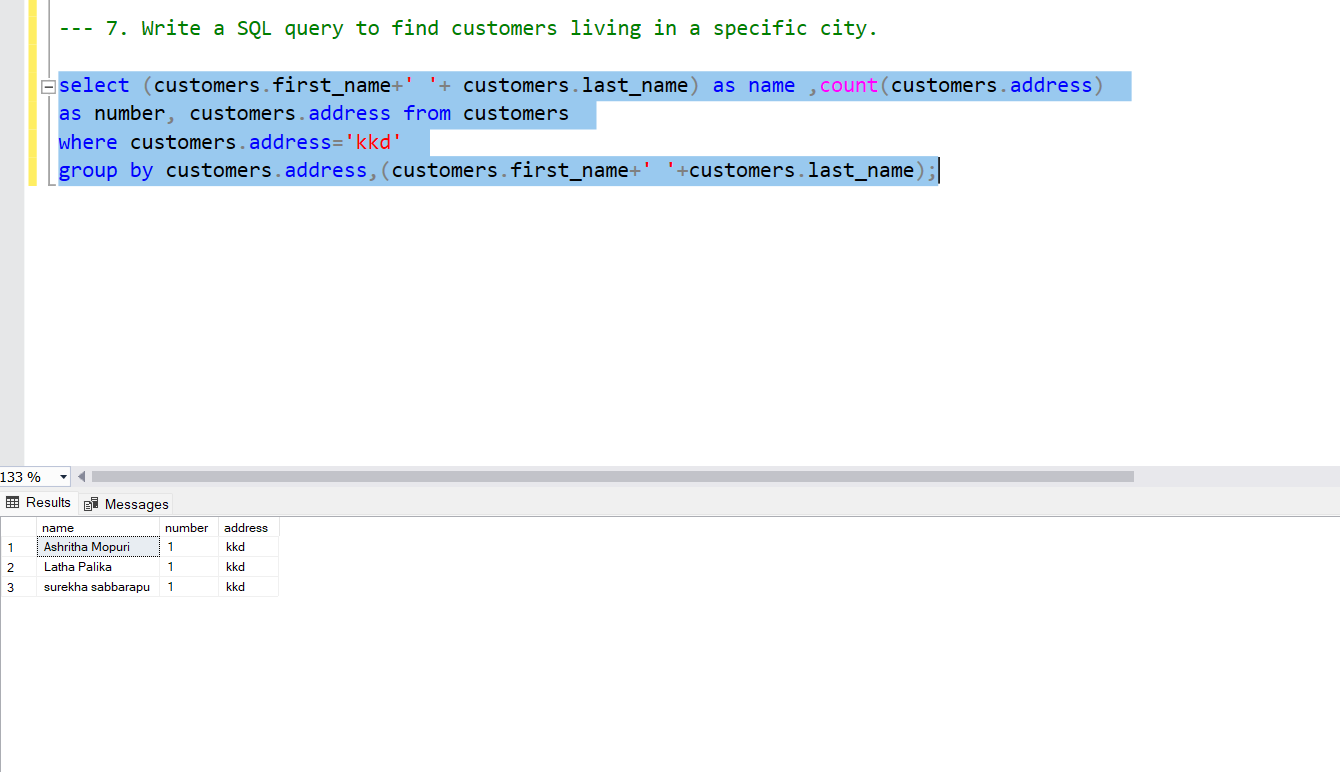 --- 7. Write a SQL query to find customers living in a specific city.
select (customers.first_name+' '+ customers.last_name) as name ,count(customers.address)
as number, customers.address from customers
where customers.address='kkd'
group by customers.address,(customers.first_name+' '+customers.last_name);
133 %
Results Messages
name number address
1 Ashritha Mopuri 1 kkd
2 Latha Palika 1 kkd
3 surekha sabbarapu 1 kkd